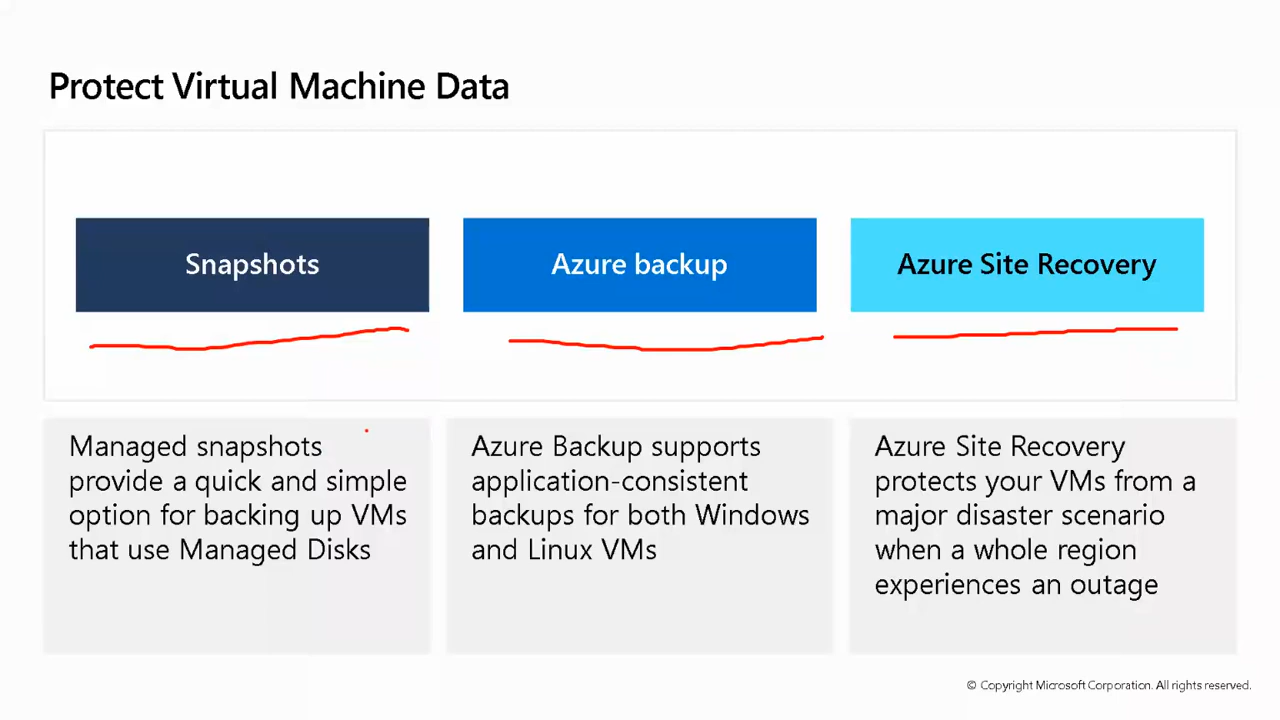 Protect Virtual Machine Data
Snapshots
Azure backup
Azure Site Recovery
Managed snapshots
provide a quick and simple
option for backing up VMs
that use Managed Disks
Azure Backup supports
application-consistent
backups for both Windows
and Linux VMs
Azure Site Recovery
protects your VMs from a
major disaster scenario
when a whole region
experiences an outage
© Copyright Microsoft Corporation. All rights reserved.